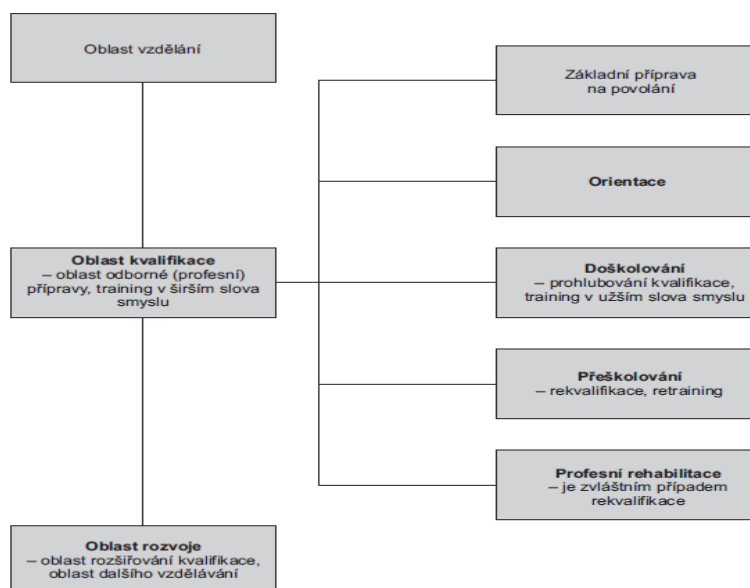 Oblast vzdělání
Základní příprava
na povolání
Orientace
Oblast kvalifikace
– oblast odborné (profesní)
přípravy, training v širším slova
smyslu
Doškolování
– prohlubování kvalifikace,
training v užším slova smyslu
Přeškolování
– rekvalifikace, retraining
Profesní rehabilitace
– je zvláštním případem
rekvalifikace
Oblast rozvoje
– oblast rozšiřování kvalifikace,
oblast dalšího vzdělávání